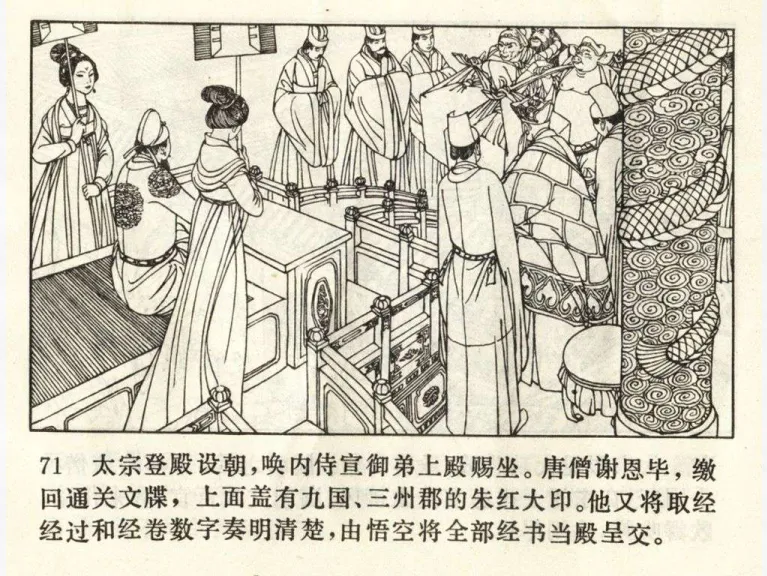 71 太宗登殿设朝，唤内侍宣御弟上殿赐坐。唐僧谢恩毕，缴
回通关文牒，上面盖有九国、三州郡的朱红大印。他又将取经
经过和经卷数字奏明清楚，由悟空将全部经书当殿呈交。